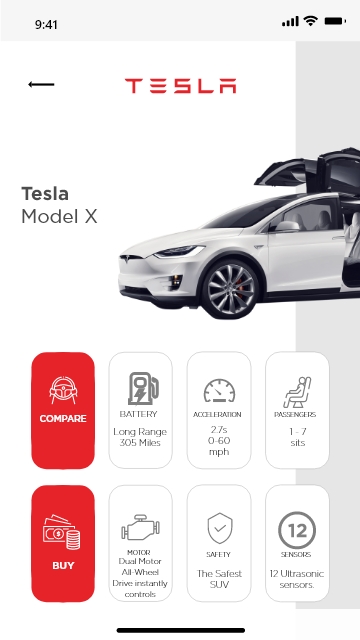 9:41
TESLA
Tesla
Model X
COMPARE
BATTERY
Long Range
305 Miles
ACCELERATION
2.7s
0-60
mph
PASSENGERS
1 - 7
sits
BUY
MOTOR
Dual Motor
All-Wheel
Drive instantly
controls
SAFETY
The Safest
SUV
12
SENSORS
12 Ultrasonic
sensors.